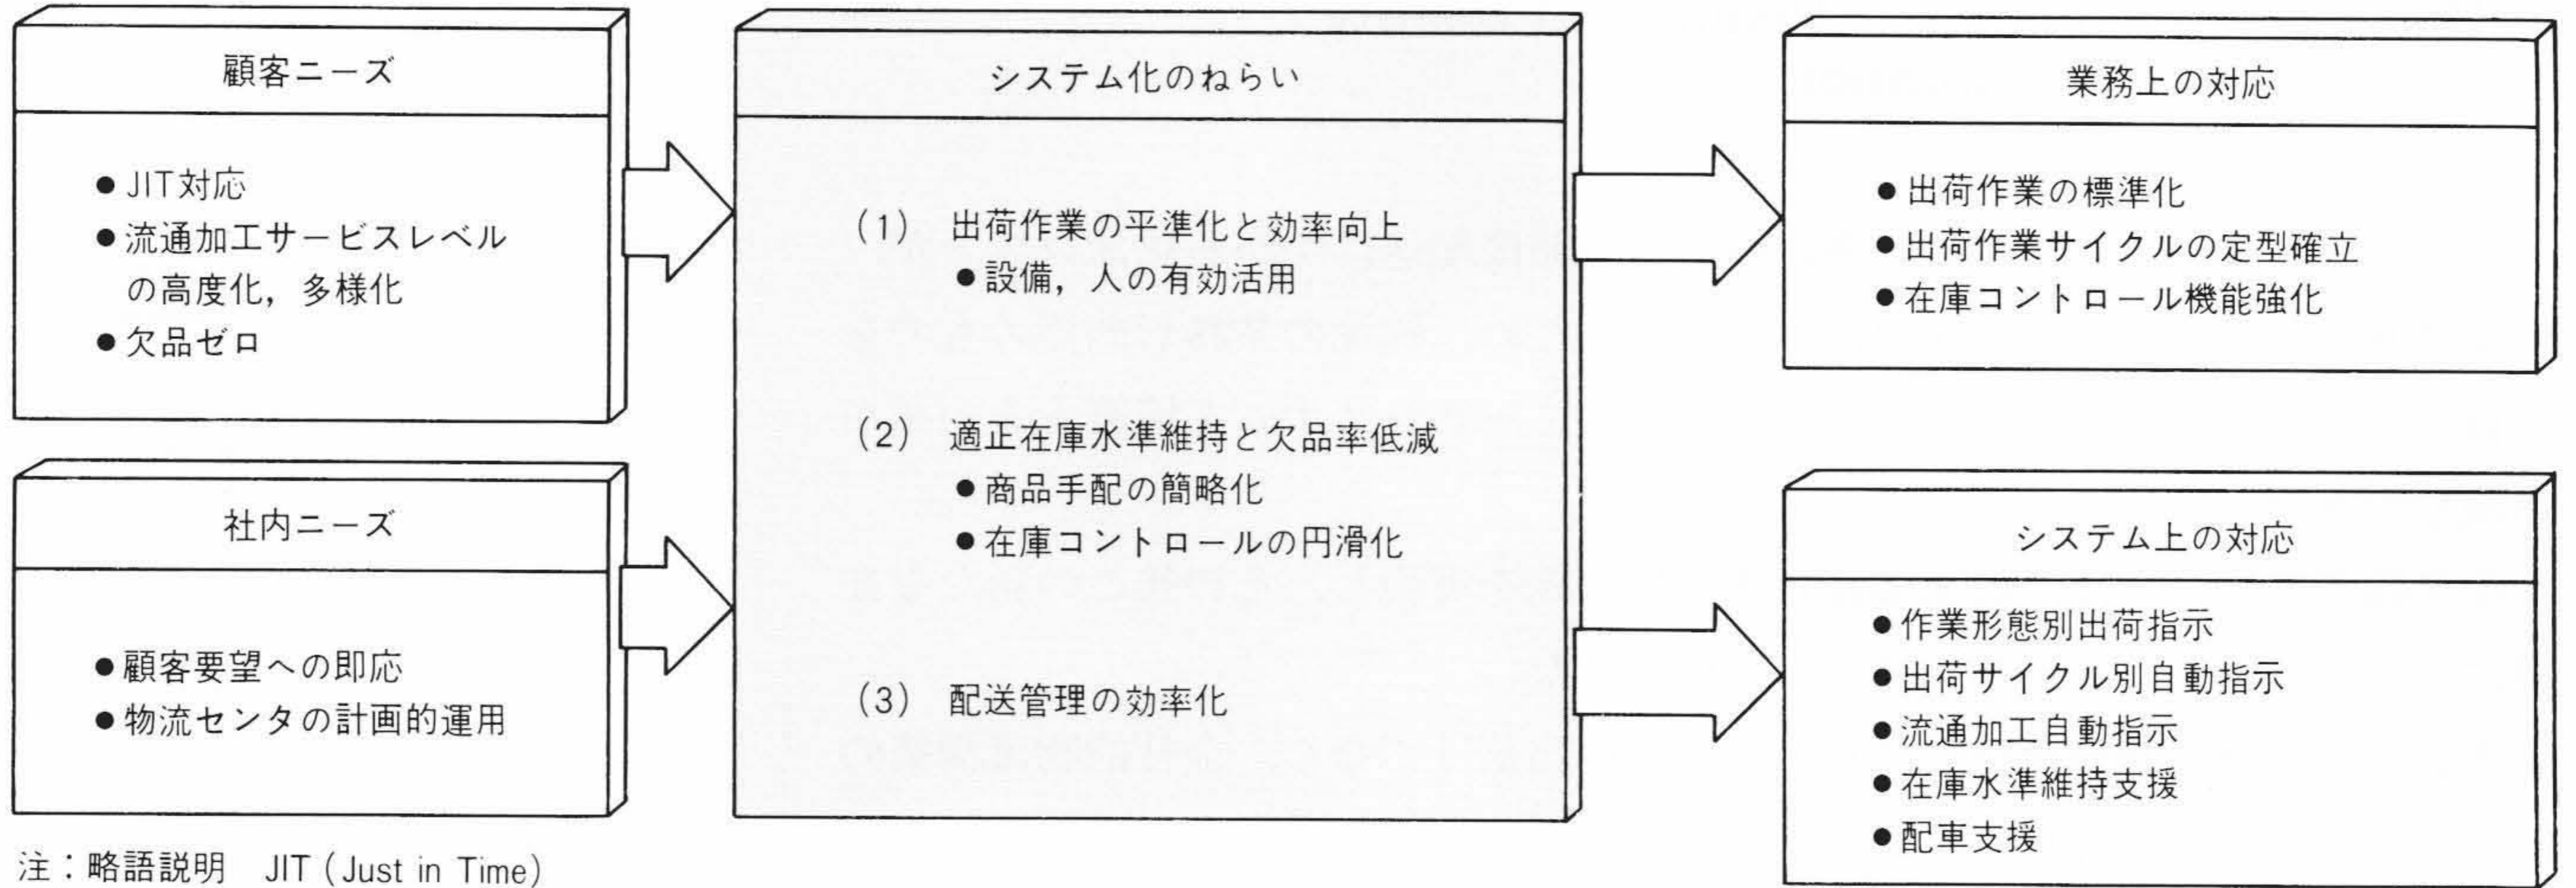 顧客ニーズ
●JIT対応
●流通加工サービスレベル
の高度化，多様化
●欠品ゼロ
社内ニーズ
●顧客要望への即応
●物流センタの計画的運用
システム化のねらい
(1) 出荷作業の平準化と効率向上
●設備，人の有効活用
(2) 適正在庫水準維持と欠品率低減
●商品手配の簡略化
●在庫コントロールの円滑化
(3) 配送管理の効率化
業務上の対応
●出荷作業の標準化
●出荷作業サイクルの定型確立
●在庫コントロール機能強化
システム上の対応
●作業形態別出荷指示
●出荷サイクル別自動指示
●流通加工自動指示
●在庫水準維持支援
●配車支援
注：略語説明　JIT (Just in Time)